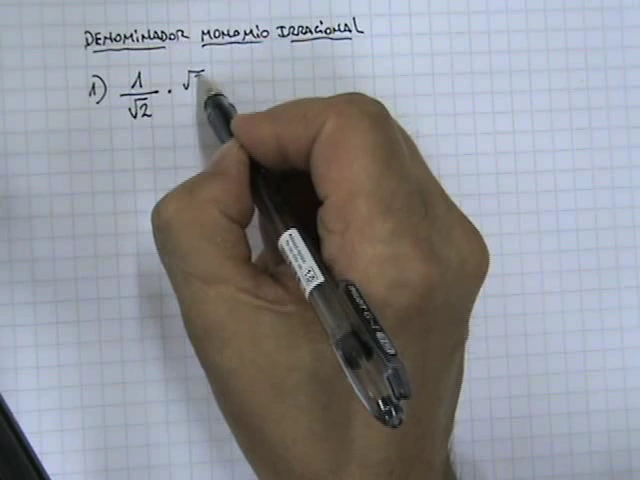 DENOMINADOR MONOMIO IRRACIONAL
1) 1/√2 · √